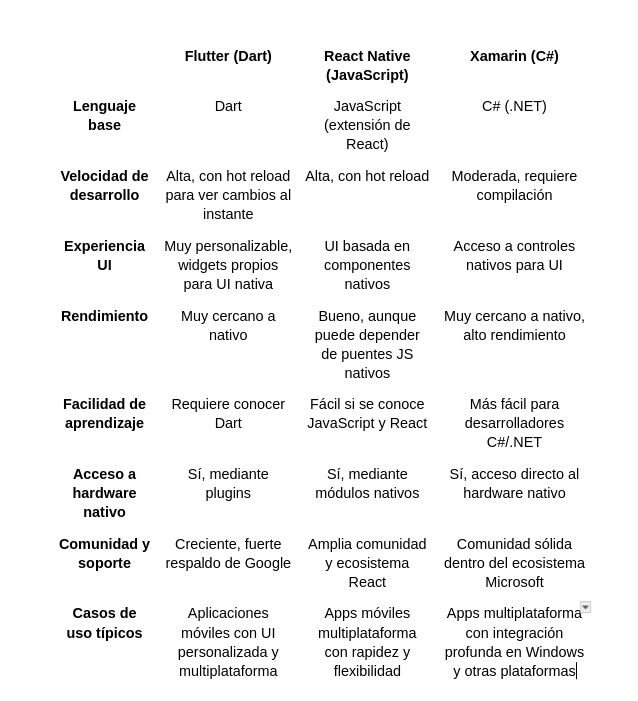 Flutter (Dart) React Native (JavaScript) Xamarin (C#)
Lenguaje base Dart JavaScript (extensión de React) C# (.NET)
Velocidad de desarrollo Alta, con hot reload para ver cambios al instante Alta, con hot reload Moderada, requiere compilación
Experiencia UI Muy personalizable, widgets propios para UI nativa UI basada en componentes nativos Acceso a controles nativos para UI
Rendimiento Muy cercano a nativo Bueno, aunque puede depender de puentes JS nativos Muy cercano a nativo, alto rendimiento
Facilidad de aprendizaje Requiere conocer Dart Fácil si se conoce JavaScript y React Más fácil para desarrolladores C#/.NET
Acceso a hardware nativo Sí, mediante plugins Sí, mediante módulos nativos Sí, acceso directo al hardware nativo
Comunidad y soporte Creciente, fuerte respaldo de Google Amplia comunidad y ecosistema React Comunidad sólida dentro del ecosistema Microsoft
Casos de uso típicos Aplicaciones móviles con UI personalizada y multiplataforma Apps móviles multiplataforma con rapidez y flexibilidad Apps multiplataforma con integración profunda en Windows y otras plataformas